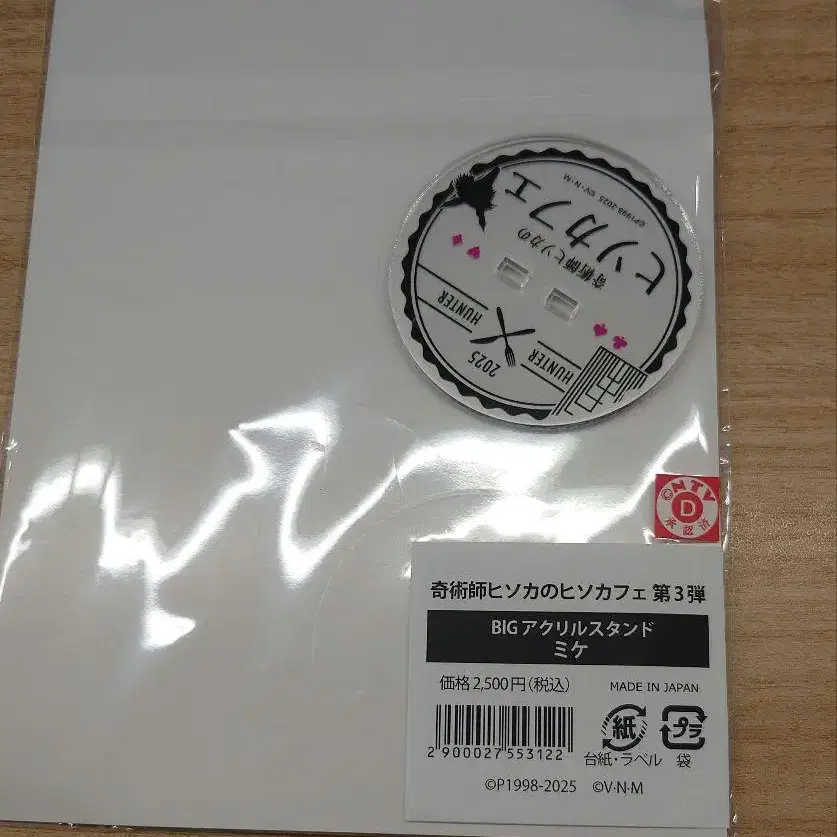 ©P1998-2025 ©V・N・M
ヒソカフェ
奇術師ヒソカの
HUNTER
HUNTER
2025
©NTV
D
承認済
奇術師ヒソカのヒソカフェ 第3弾
BIGアクリルスタンド
ミケ
価格2,500円(税込)
MADE IN JAPAN
2900027553122
紙
プラ
台紙・ラベル
袋
©P1998-2025 ©V・N・M